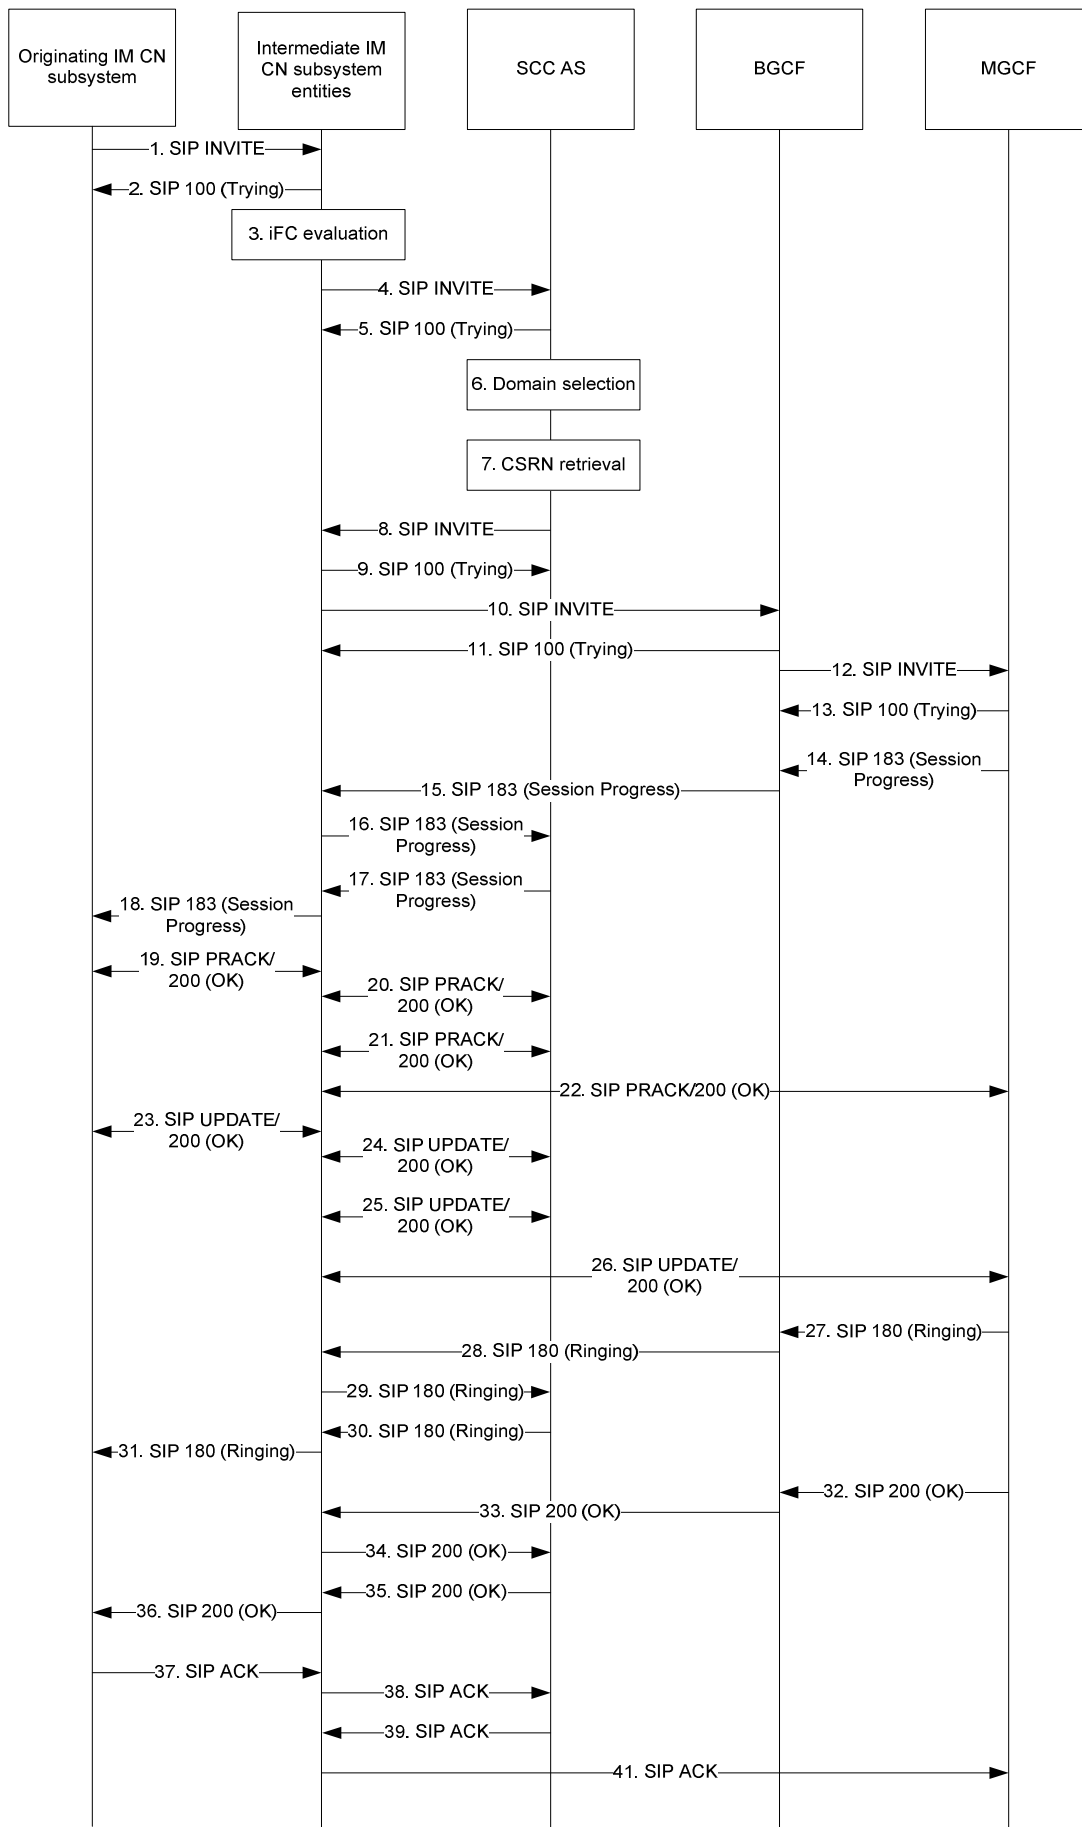 Originating IM CN
subsystem
Intermediate IM
CN subsystem
entities
SCC AS
BGCF
MGCF
1. SIP INVITE
2. SIP 100 (Trying)
3. iFC evaluation
4. SIP INVITE
5. SIP 100 (Trying)
6. Domain selection
7. CSRN retrieval
8. SIP INVITE
9. SIP 100 (Trying)
10. SIP INVITE
11. SIP 100 (Trying)
12. SIP INVITE
13. SIP 100 (Trying)
14. SIP 183 (Session
Progress)
15. SIP 183 (Session Progress)
16. SIP 183 (Session
Progress)
17. SIP 183 (Session
Progress)
18. SIP 183 (Session
Progress)
19. SIP PRACK/
200 (OK)
20. SIP PRACK/
200 (OK)
21. SIP PRACK/
200 (OK)
22. SIP PRACK/200 (OK)
23. SIP UPDATE/
200 (OK)
24. SIP UPDATE/
200 (OK)
25. SIP UPDATE/
200 (OK)
26. SIP UPDATE/
200 (OK)
27. SIP 180 (Ringing)
28. SIP 180 (Ringing)
29. SIP 180 (Ringing)
30. SIP 180 (Ringing)
31. SIP 180 (Ringing)
32. SIP 200 (OK)
33. SIP 200 (OK)
34. SIP 200 (OK)
35. SIP 200 (OK)
36. SIP 200 (OK)
37. SIP ACK
38. SIP ACK
39. SIP ACK
41. SIP ACK